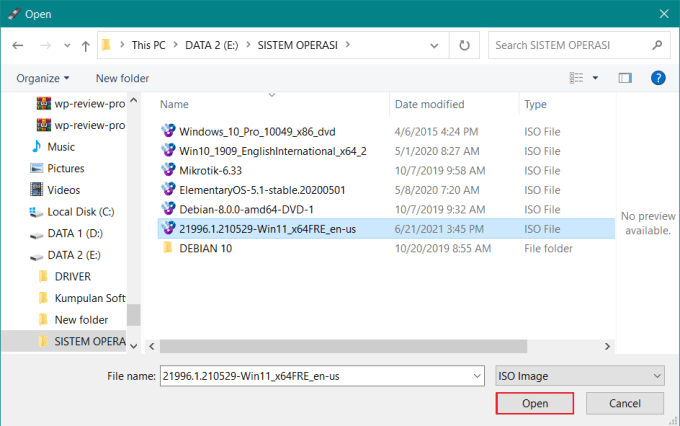 Open
This PC > DATA 2 (E:) > SISTEM OPERASI >
Search SISTEM OPERASI
Organize
New folder
?
Name Date modified Type
wp-review-pro
wp-review-pro
Music
Pictures
Videos
Local Disk (C:)
DATA 1 (D:)
DATA 2 (E:)
DRIVER
Kumpulan Soft
New folder
SISTEM OPERA
Windows_10_Pro_10049_x86_dvd 4/6/2015 4:24 PM ISO File
Win10_1909_EnglishInternational_x64_2 5/1/2020 8:27 AM ISO File
Mikrotik-6.33 10/7/2019 9:58 AM ISO File
ElementaryOS-5.1-stable.20200501 5/8/2020 7:20 AM ISO File
Debian-8.0.0-amd64-DVD-1 10/7/2019 9:32 AM ISO File
21996.1.210529-Win11_x64FRE_en-us 6/21/2021 3:45 PM ISO File
DEBIAN 10 10/20/2019 8:55 AM File folder
No preview
available.
File name: 21996.1.210529-Win11_x64FRE_en-us
ISO Image
Open
Cancel